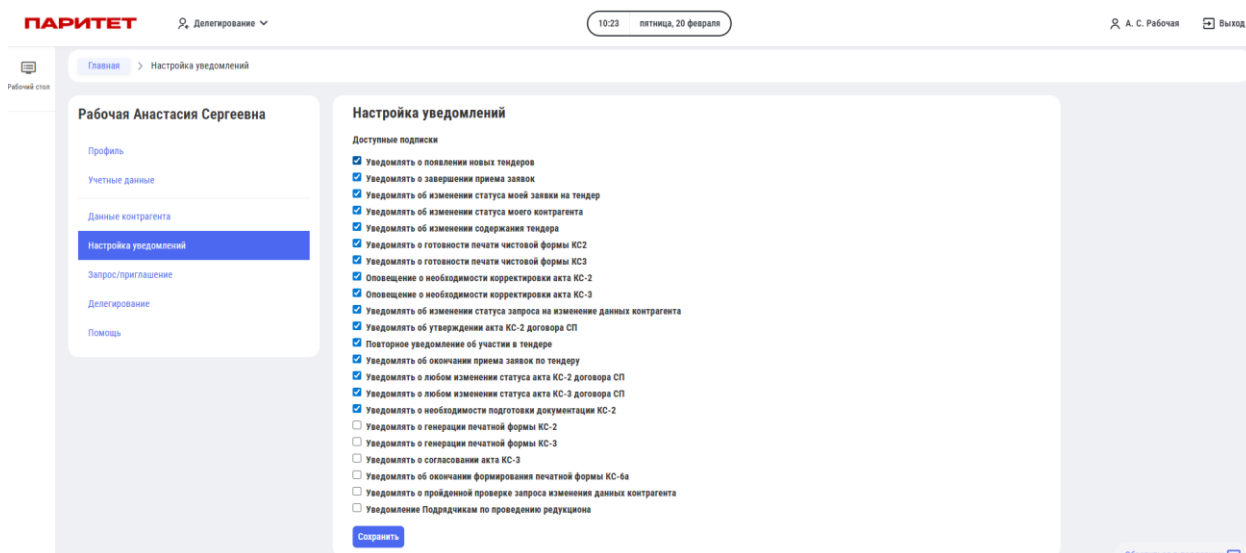 ПАРИТЕТ
Делегирование
10:23 пятница, 20 февраля
А. С. Рабочая
Выход
Рабочий стол
Главная > Настройка уведомлений
Рабочая Анастасия Сергеевна
Профиль
Учетные данные
Данные контрагента
Настройка уведомлений
Запрос/приглашение
Делегирование
Помощь
Настройка уведомлений
Доступные подписки
Уведомлять о появлении новых тендеров
Уведомлять о завершении приема заявок
Уведомлять об изменении статуса моей заявки на тендер
Уведомлять об изменении статуса моего контрагента
Уведомлять об изменении содержания тендера
Уведомлять о готовности печати чистовой формы КС2
Уведомлять о готовности печати чистовой формы КС3
Оповещение о необходимости корректировки акта КС-2
Оповещение о необходимости корректировки акта КС-3
Уведомлять об изменении статуса запроса на изменение данных контрагента
Уведомлять об утверждении акта КС-2 договора СП
Повторное уведомление об участии в тендере
Уведомлять об окончании приема заявок по тендеру
Уведомлять о любом изменении статуса акта КС-2 договора СП
Уведомлять о любом изменении статуса акта КС-3 договора СП
Уведомлять о необходимости подготовки документации КС-2
Уведомлять о генерации печатной формы КС-2
Уведомлять о генерации печатной формы КС-3
Уведомлять о согласовании акта КС-3
Уведомлять об окончании формирования печатной формы КС-6а
Уведомлять о пройденной проверке запроса изменения данных контрагента
Уведомление Подрядчикам по проведению редукциона
Сохранить